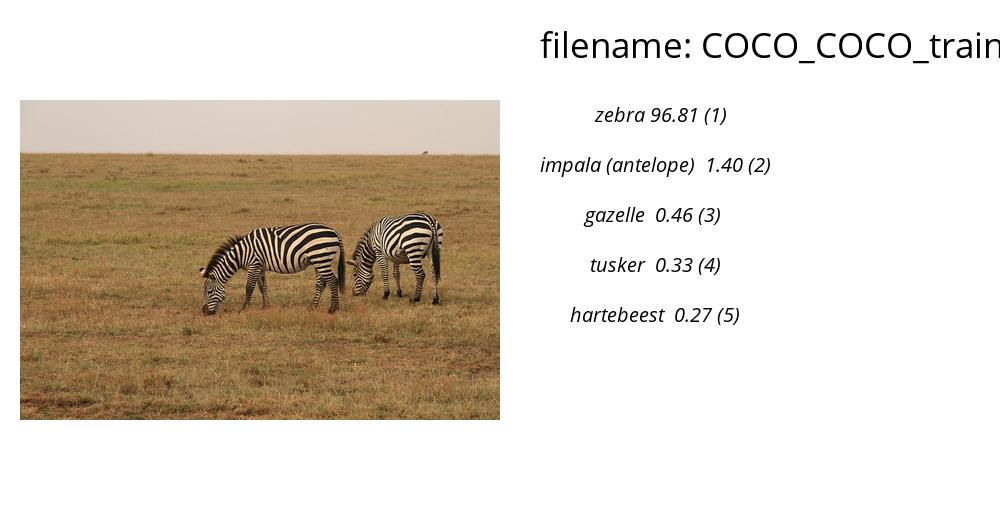 filename: COCO_COCO_train
zebra 96.81 (1)
impala (antelope) 1.40 (2)
gazelle 0.46 (3)
tusker 0.33 (4)
hartebeest 0.27 (5)